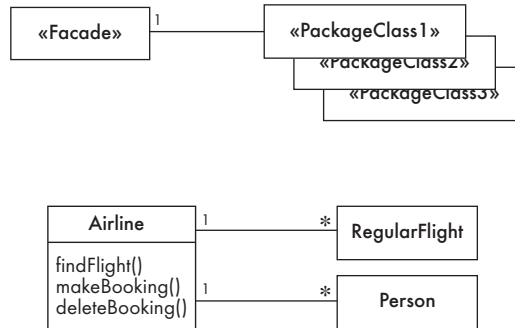 «Facade»
1
«PackageClass1»
«PackageClass2»
«PackageClass3»
Airline
1
*
RegularFlight
findFlight()
makeBooking()
deleteBooking()
1
*
Person